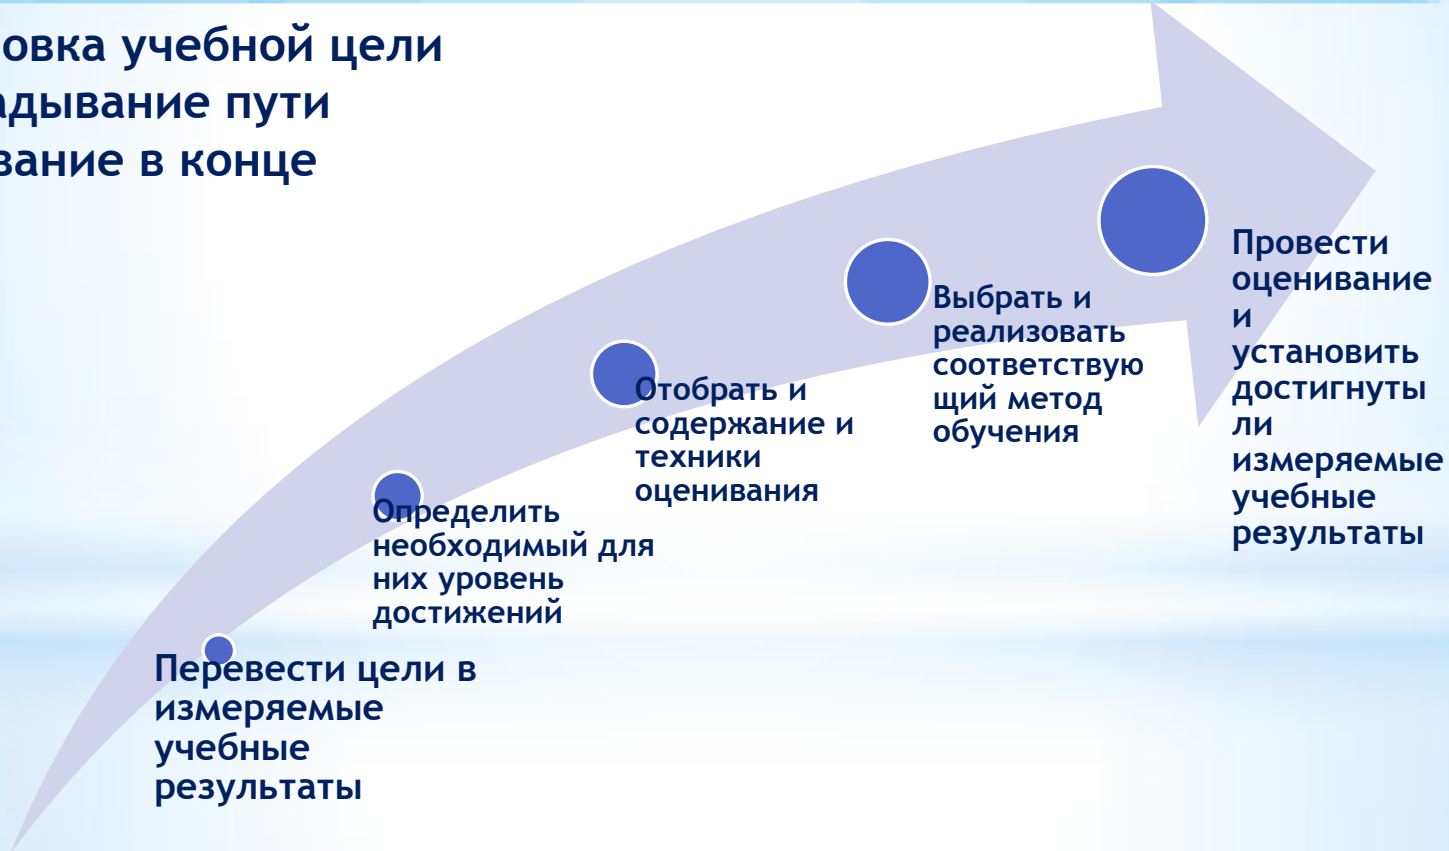 овка учебной цели
адывание пути
вание в конце
Перевести цели в
измеряемые
учебные
результаты
Определить
необходимый для
них уровень
достижений
Отобрать и
содержание и
техники
оценивания
Выбрать и
реализовать
соответствую
щий метод
обучения
Провести
оценивание
и
установить
достигнуты
ли
измеряемые
учебные
результаты